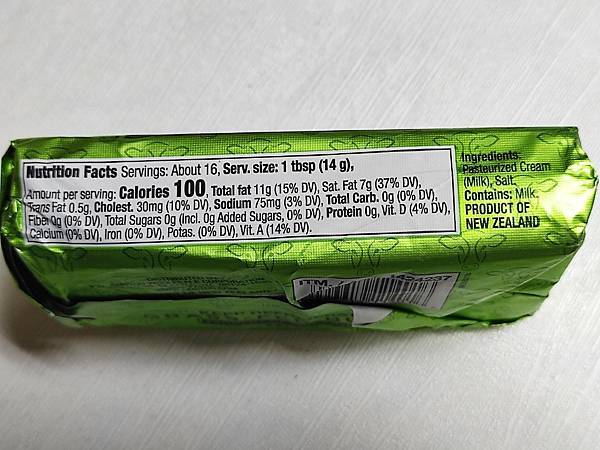 Nutrition Facts Servings: About 16, Serv. size: 1 tbsp (14 g),
Amount per serving: Calories 100, Total fat 11g (15% DV), Sat. Fat 7g (37% DV),
Trans Fat 0.5g, Cholest. 30mg (10% DV), Sodium 75mg (3% DV), Total Carb. 0g (0% DV),
Fiber 0g (0% DV), Total Sugars 0g (Incl. 0g Added Sugars, 0% DV), Protein 0g, Vit. D (4% DV),
Calcium (0% DV), Iron (0% DV), Potas. (0% DV), Vit. A (14% DV).
Ingredients:
Pasteurized Cream
(Milk), Salt.
Contains: Milk.
PRODUCT OF
NEW ZEALAND
DISTRIBUTED
CORPORATION
ITM.